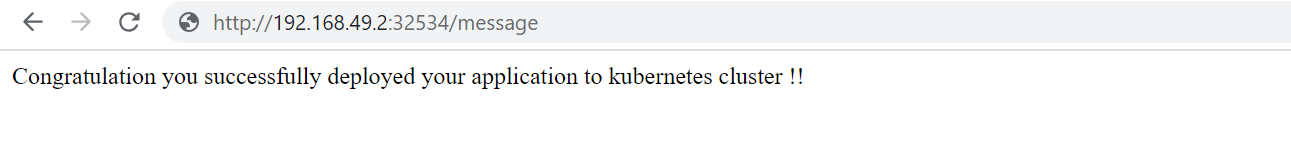 http://192.168.49.2:32534/message
Congratulation you successfully deployed your application to kubernetes cluster !!